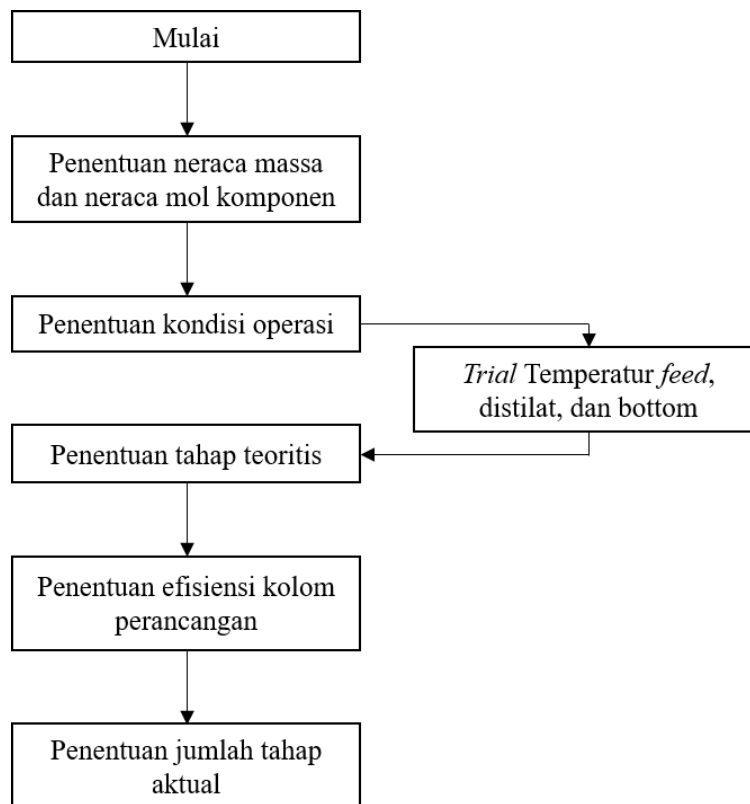 Mulai
Penentuan neraca massa
dan neraca mol komponen
Penentuan kondisi operasi
Trial Temperatur feed,
distilat, dan bottom
Penentuan tahap teoritis
Penentuan efisiensi kolom
perancangan
Penentuan jumlah tahap
aktual